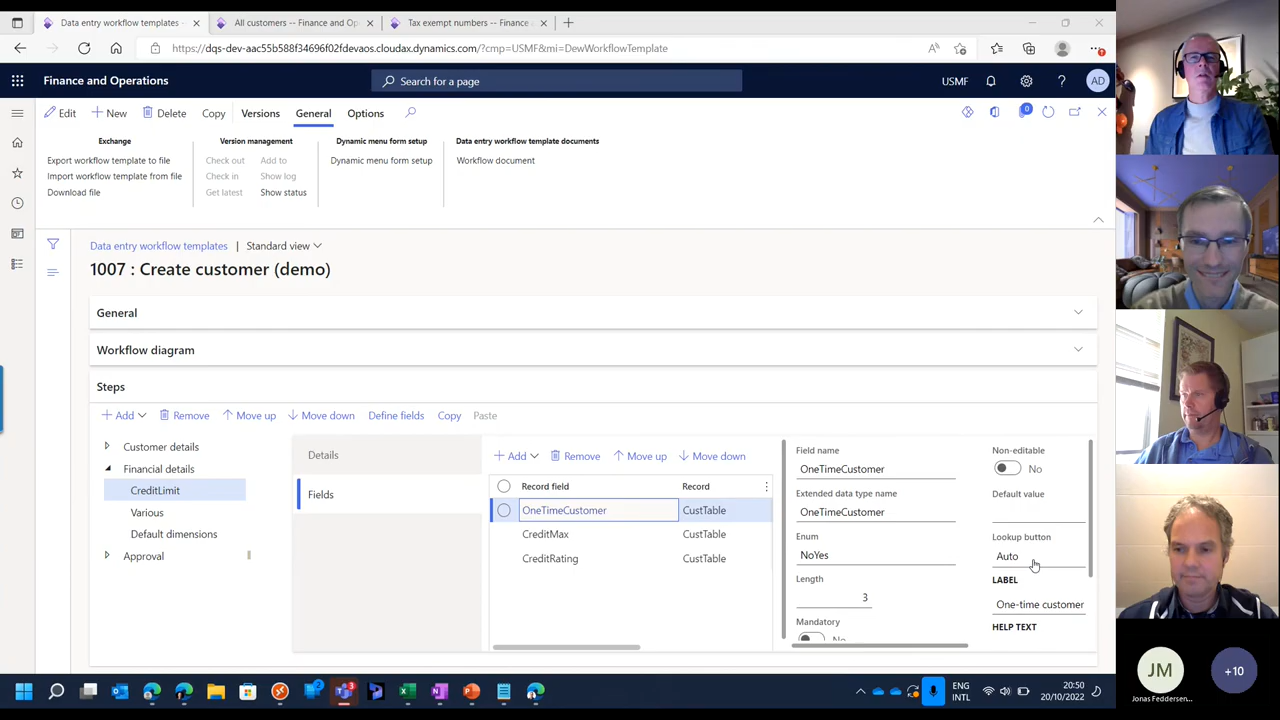 Data entry workflow templates -
All customers -- Finance and Op
Tax exempt numbers -- Finance
https://dqs-dev-aac55b588f34696f02fdevaos.cloudax.dynamics.com/?cmp=USMF&mi=DewWorkflowTemplate
Finance and Operations
Search for a page
USMF
AD
Edit
New
Delete
Copy
Versions
General
Options
0
Exchange
Version management
Dynamic menu form setup
Data entry workflow template documents
Export workflow template to file
Check out
Add to
Dynamic menu form setup
Workflow document
Import workflow template from file
Check in
Show log
Download file
Get latest
Show status
Data entry workflow templates
Standard view
1007 : Create customer (demo)
General
Workflow diagram
Steps
Add
Remove
Move up
Move down
Define fields
Copy
Paste
Customer details
Financial details
CreditLimit
Various
Default dimensions
Approval
Details
Fields
Add
Remove
Move up
Move down
Record field
Record
OneTimeCustomer
CustTable
CreditMax
CustTable
CreditRating
CustTable
Field name
OneTimeCustomer
Extended data type name
OneTimeCustomer
Enum
NoYes
Length
3
Mandatory
No
Non-editable
No
Default value
Lookup button
Auto
LABEL
One-time customer
HELP TEXT
JM
Jonas Feddersen...
+10
3
ENG
INTL
20:50
20/10/2022